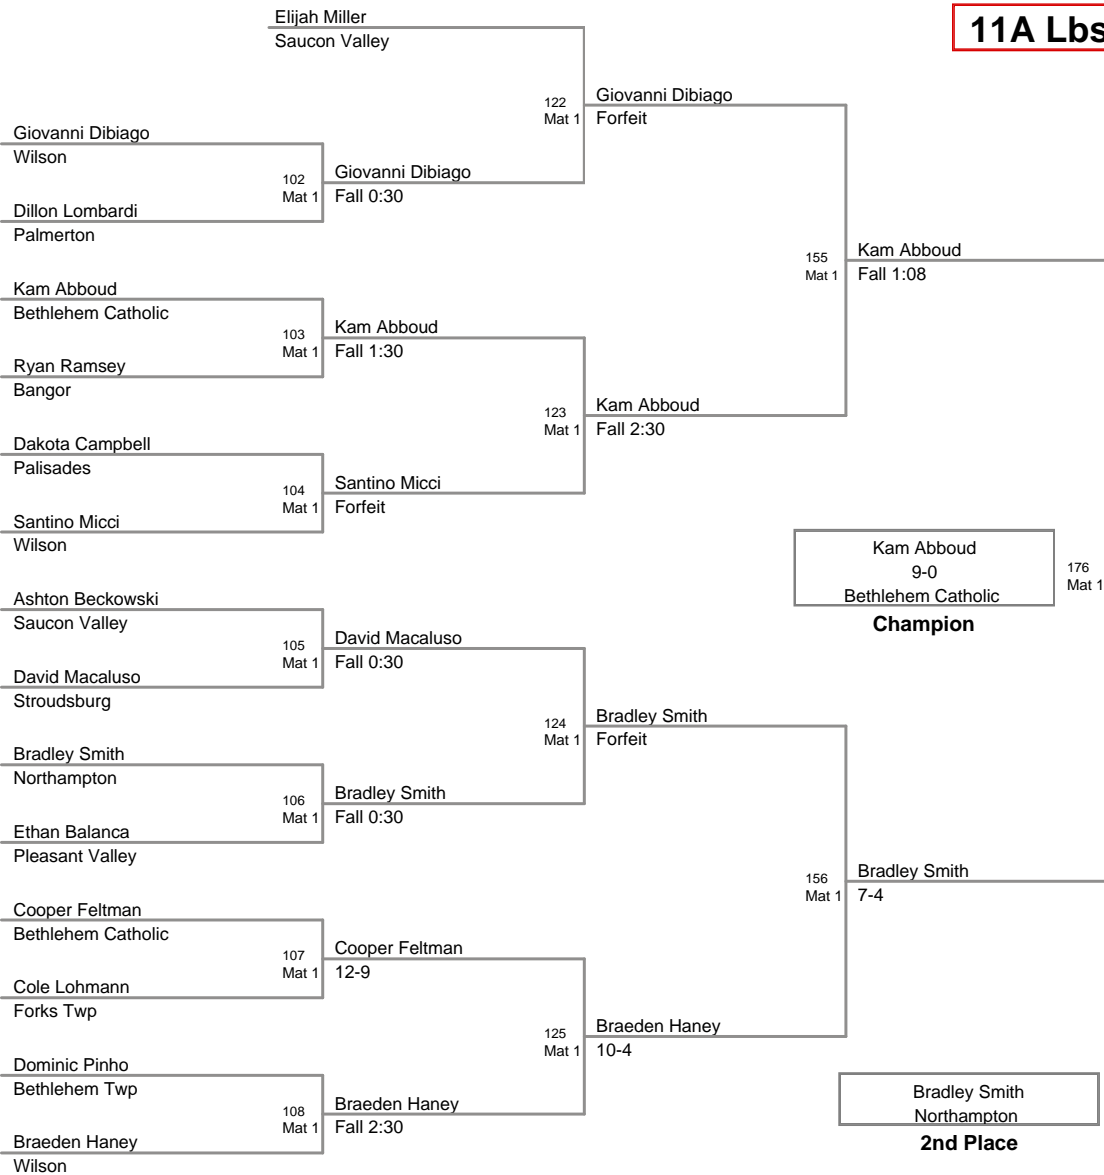 Elijah Miller
Saucon Valley
11A Lbs
122
Mat 1
Giovanni Dibiago
Forfeit
Giovanni Dibiago
Wilson
102
Mat 1
Giovanni Dibiago
Fall 0:30
Dillon Lombardi
Palmerton
155
Mat 1
Kam Abboud
Fall 1:08
Kam Abboud
Bethlehem Catholic
103
Mat 1
Kam Abboud
Fall 1:30
Ryan Ramsey
Bangor
123
Mat 1
Kam Abboud
Fall 2:30
Dakota Campbell
Palisades
104
Mat 1
Santino Micci
Forfeit
Santino Micci
Wilson
Kam Abboud
9-0
Bethlehem Catholic
Champion
176
Mat 1
Ashton Beckowski
Saucon Valley
105
Mat 1
David Macaluso
Fall 0:30
David Macaluso
Stroudsburg
124
Mat 1
Bradley Smith
Forfeit
Bradley Smith
Northampton
106
Mat 1
Bradley Smith
Fall 0:30
Ethan Balanca
Pleasant Valley
156
Mat 1
Bradley Smith
7-4
Cooper Feltman
Bethlehem Catholic
107
Mat 1
Cooper Feltman
12-9
Cole Lohmann
Forks Twp
125
Mat 1
Braeden Haney
10-4
Dominic Pinho
Bethlehem Twp
108
Mat 1
Braeden Haney
Fall 2:30
Braeden Haney
Wilson
Bradley Smith
Northampton
2nd Place